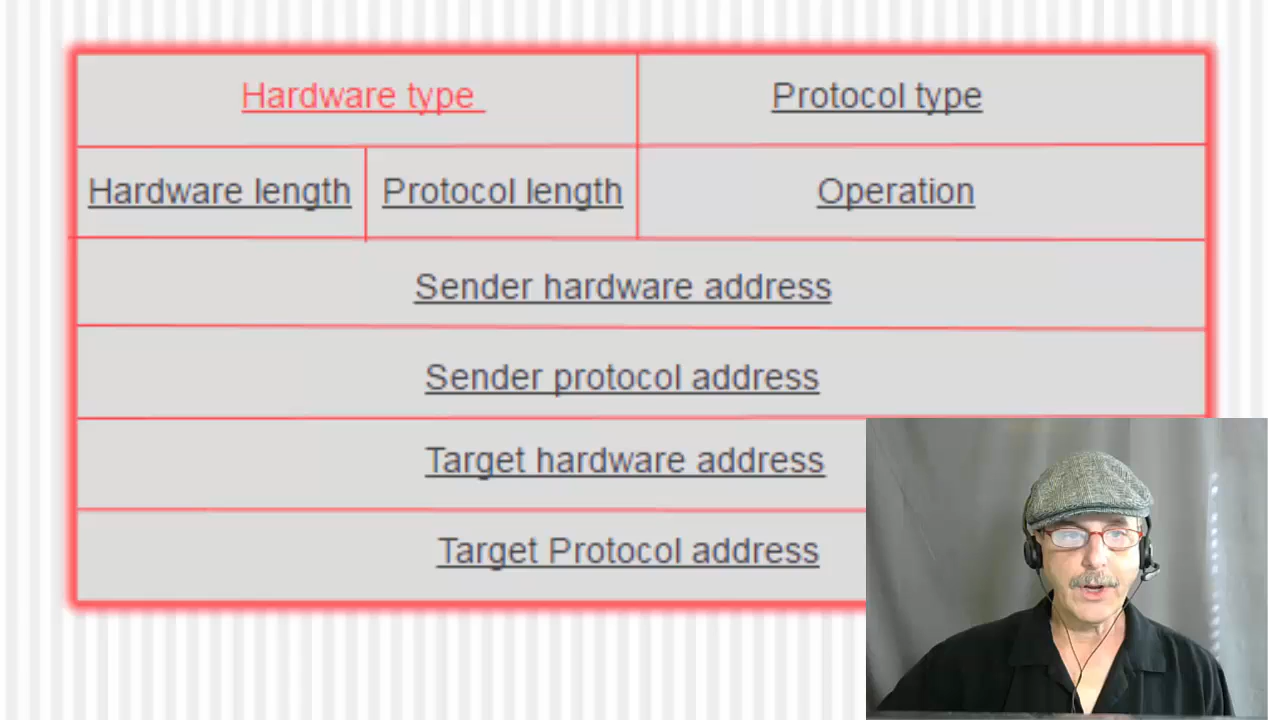 Hardware type
Protocol type
Hardware length
Protocol length
Operation
Sender hardware address
Sender protocol address
Target hardware address
Target Protocol address